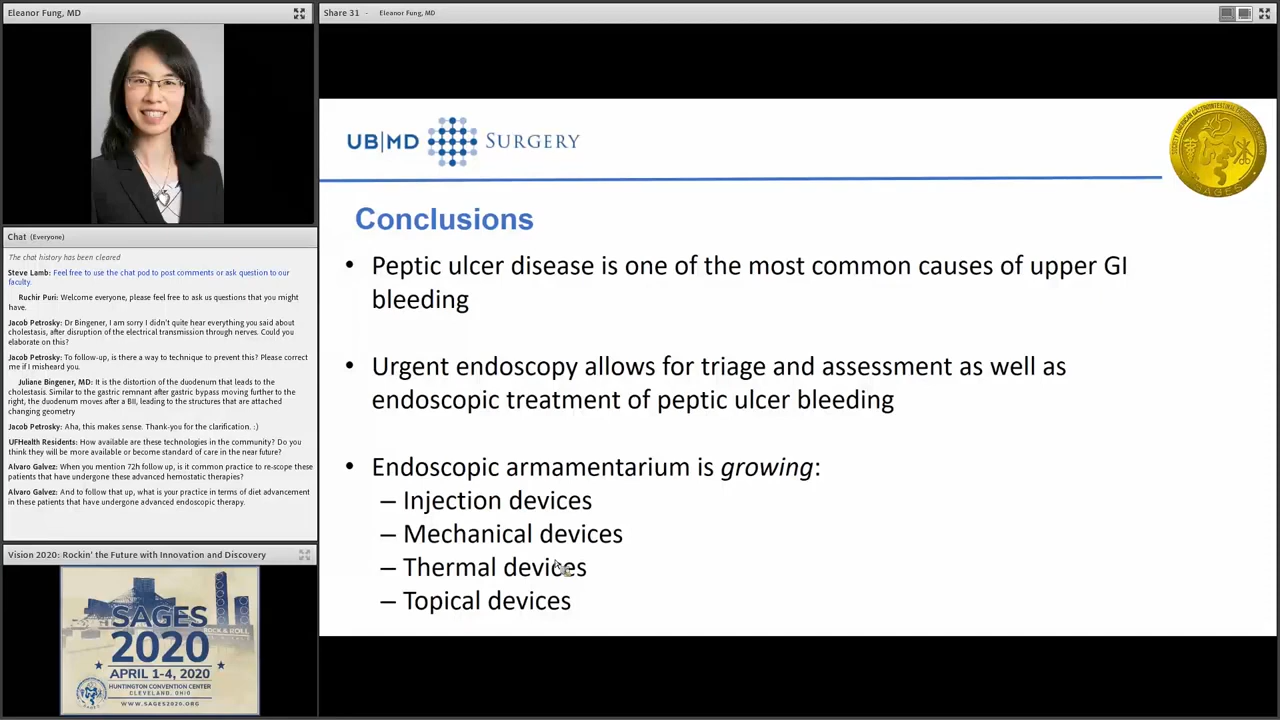 Eleanor Fung, MD
Share 31 - Eleanor Fung, MD
UB|MD SURGERY
SAGES
Conclusions
• Peptic ulcer disease is one of the most common causes of upper GI
bleeding
• Urgent endoscopy allows for triage and assessment as well as
endoscopic treatment of peptic ulcer bleeding
• Endoscopic armamentarium is growing:
– Injection devices
– Mechanical devices
– Thermal devices
– Topical devices
Chat (Everyone)
The chat history has been cleared
Steve Lamb: Feel free to use the chat pod to post comments or ask question to our
faculty.
Ruchir Puri: Welcome everyone, please feel free to ask us questions that you might
have.
Jacob Petrosky: Dr Bingener, I am sorry I didn't quite hear everything you said about
cholestasis, after disruption of the electrical transmission through nerves. Could you
elaborate on this?
Jacob Petrosky: To follow-up, is there a way to technique to prevent this? Please correct
me if I misheard you.
Juliane Bingener, MD: It is the distortion of the duodenum that leads to the
cholestasis. Similar to the gastric remnant after gastric bypass moving further to the
right, the duodenum moves after a BII, leading to the structures that are attached
changing geometry
Jacob Petrosky: Aha, this makes sense. Thank-you for the clarification. :)
UFHealth Residents: How available are these technologies in the community? Do you
think they will be more available or become standard of care in the near future?
Alvaro Galvez: When you mention 72h follow up, is it common practice to re-scope these
patients that have undergone these advanced hemostatic therapies?
Alvaro Galvez: And to follow that up, what is your practice in terms of diet advancement
in these patients that have undergone advanced endoscopic therapy.
Vision 2020: Rockin' the Future with Innovation and Discovery
ROCK & ROLL
SAGES
2020
APRIL 1-4, 2020
HUNTINGTON CONVENTION CENTER
CLEVELAND, OHIO
WWW.SAGES2020.ORG